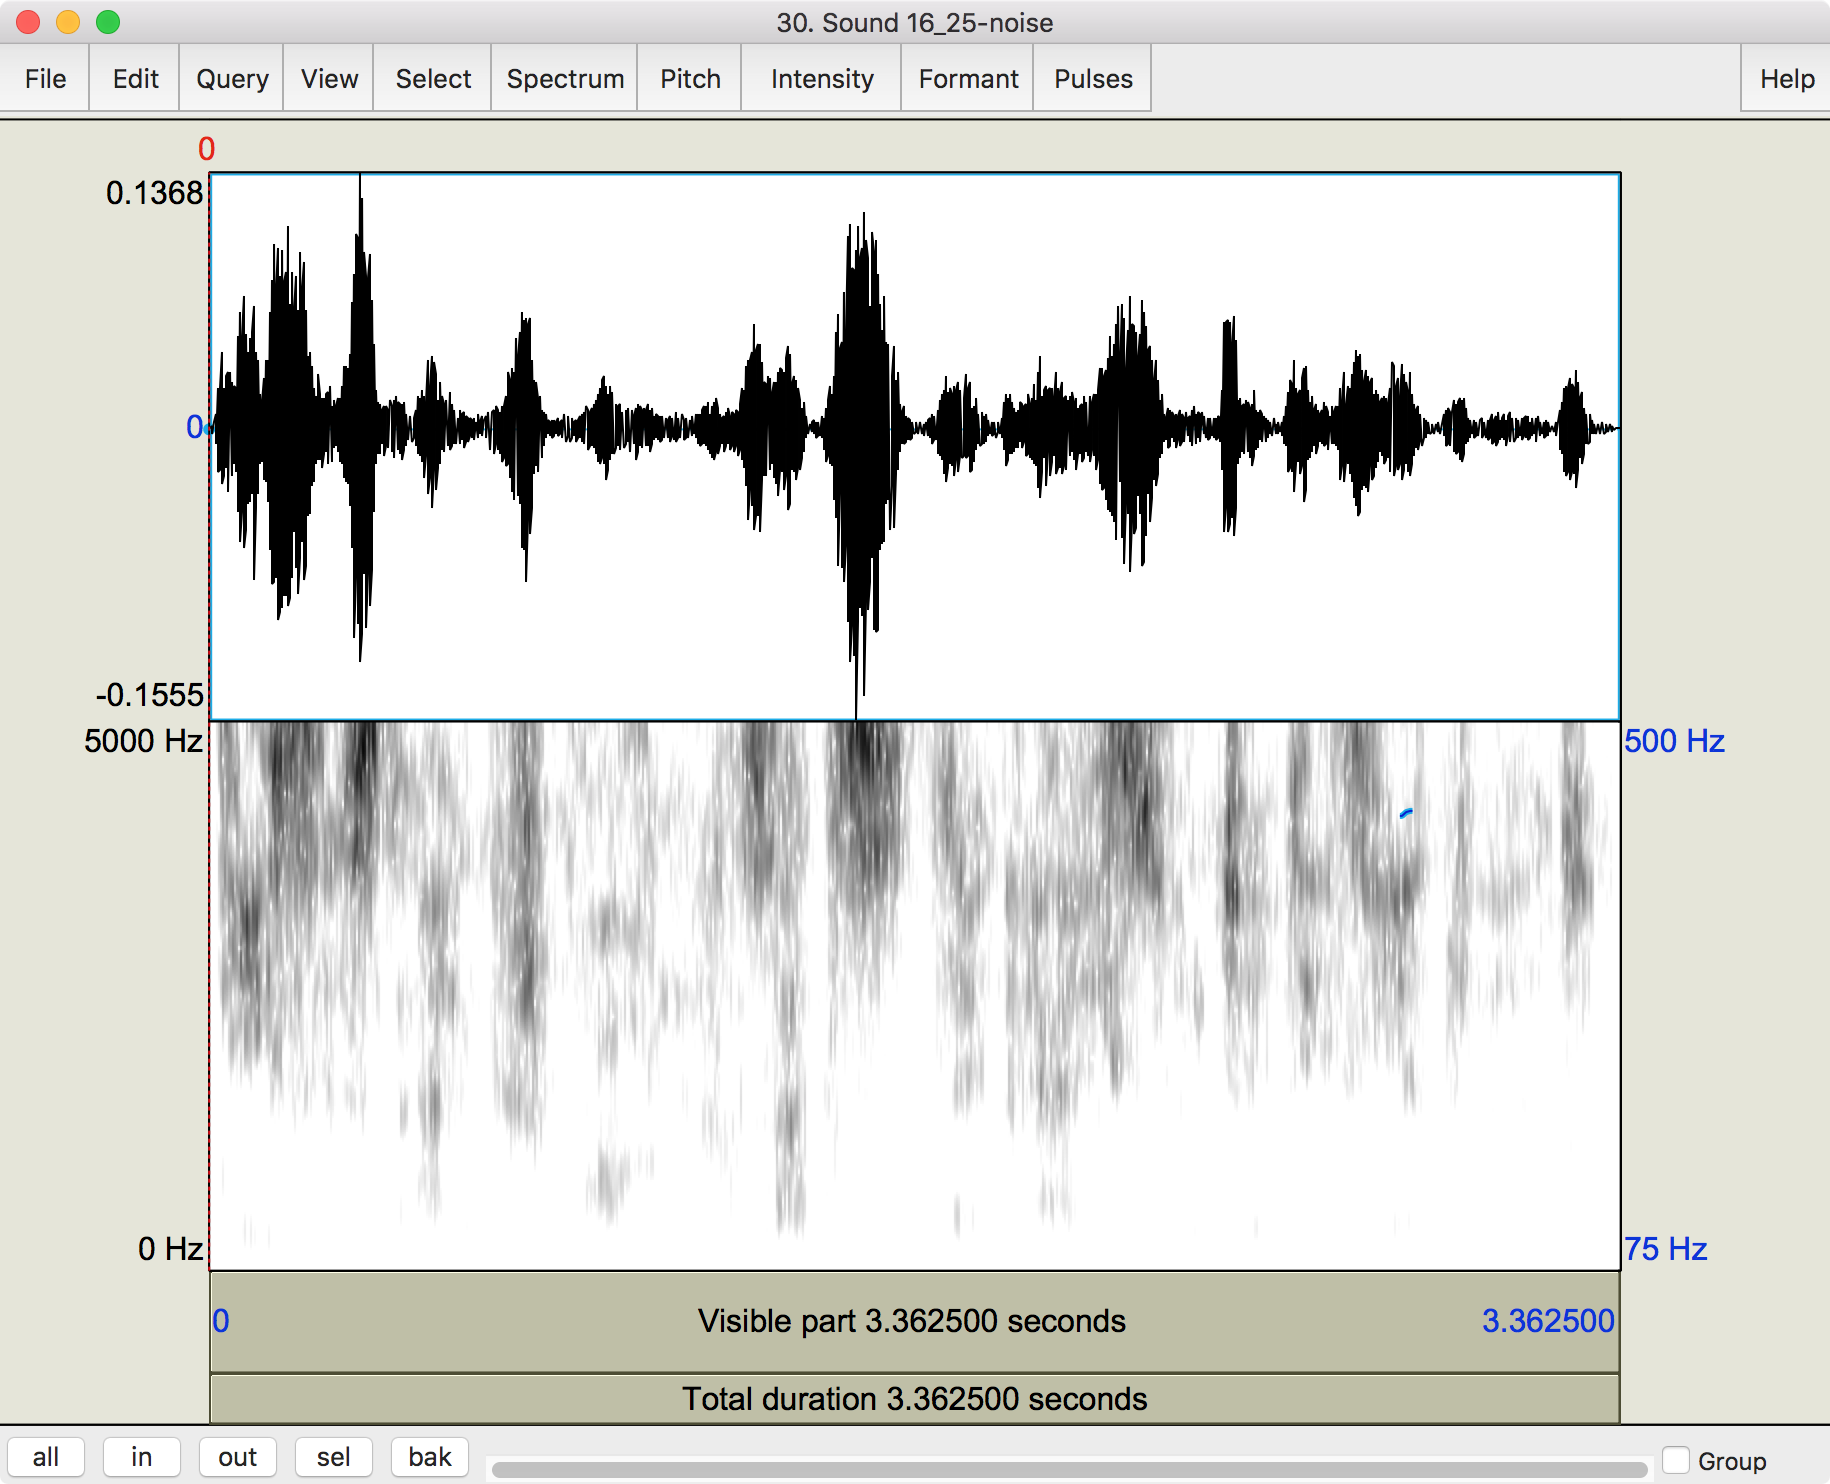 30. Sound 16_25-noise
File Edit Query View Select Spectrum Pitch Intensity Formant Pulses Help
0
0.1368
0
-0.1555
5000 Hz 500 Hz
0 Hz 75 Hz
0 Visible part 3.362500 seconds 3.362500
Total duration 3.362500 seconds
all in out sel bak Group